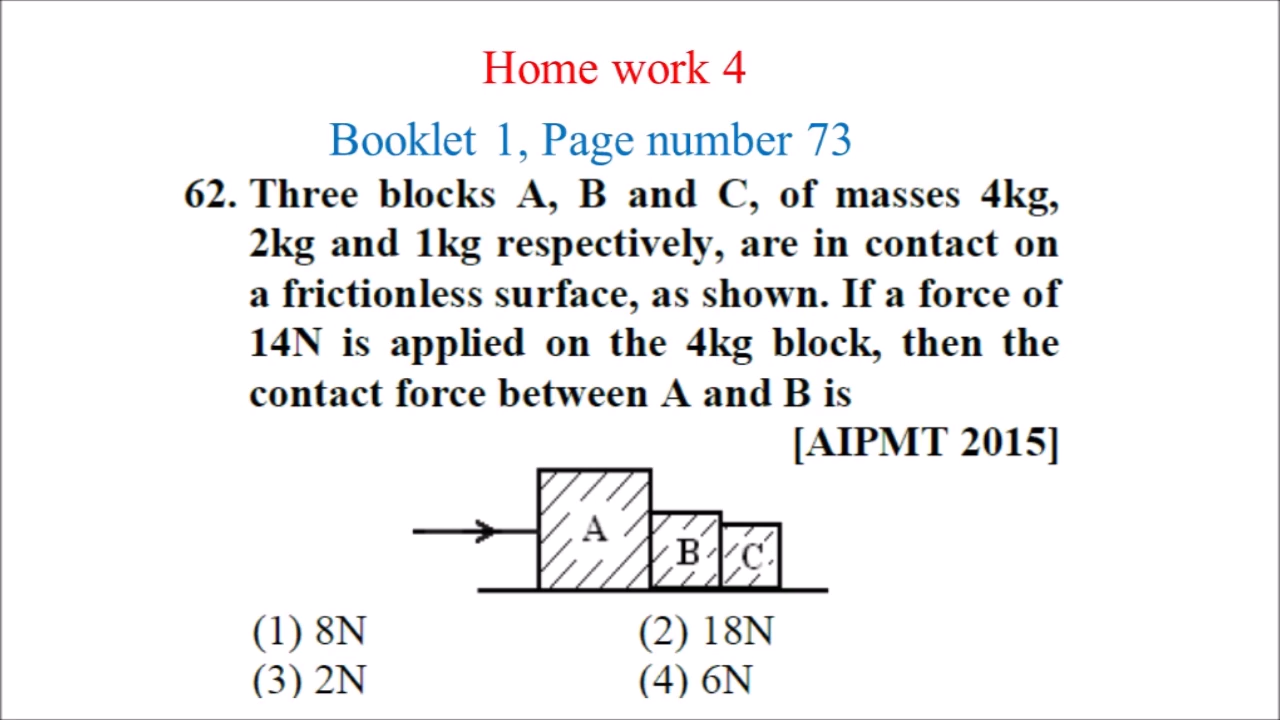 Home work 4
Booklet 1, Page number 73
62. Three blocks A, B and C, of masses 4kg,
2kg and 1kg respectively, are in contact on
a frictionless surface, as shown. If a force of
14N is applied on the 4kg block, then the
contact force between A and B is
[AIPMT 2015]
A
B C
(1) 8N (2) 18N
(3) 2N (4) 6N